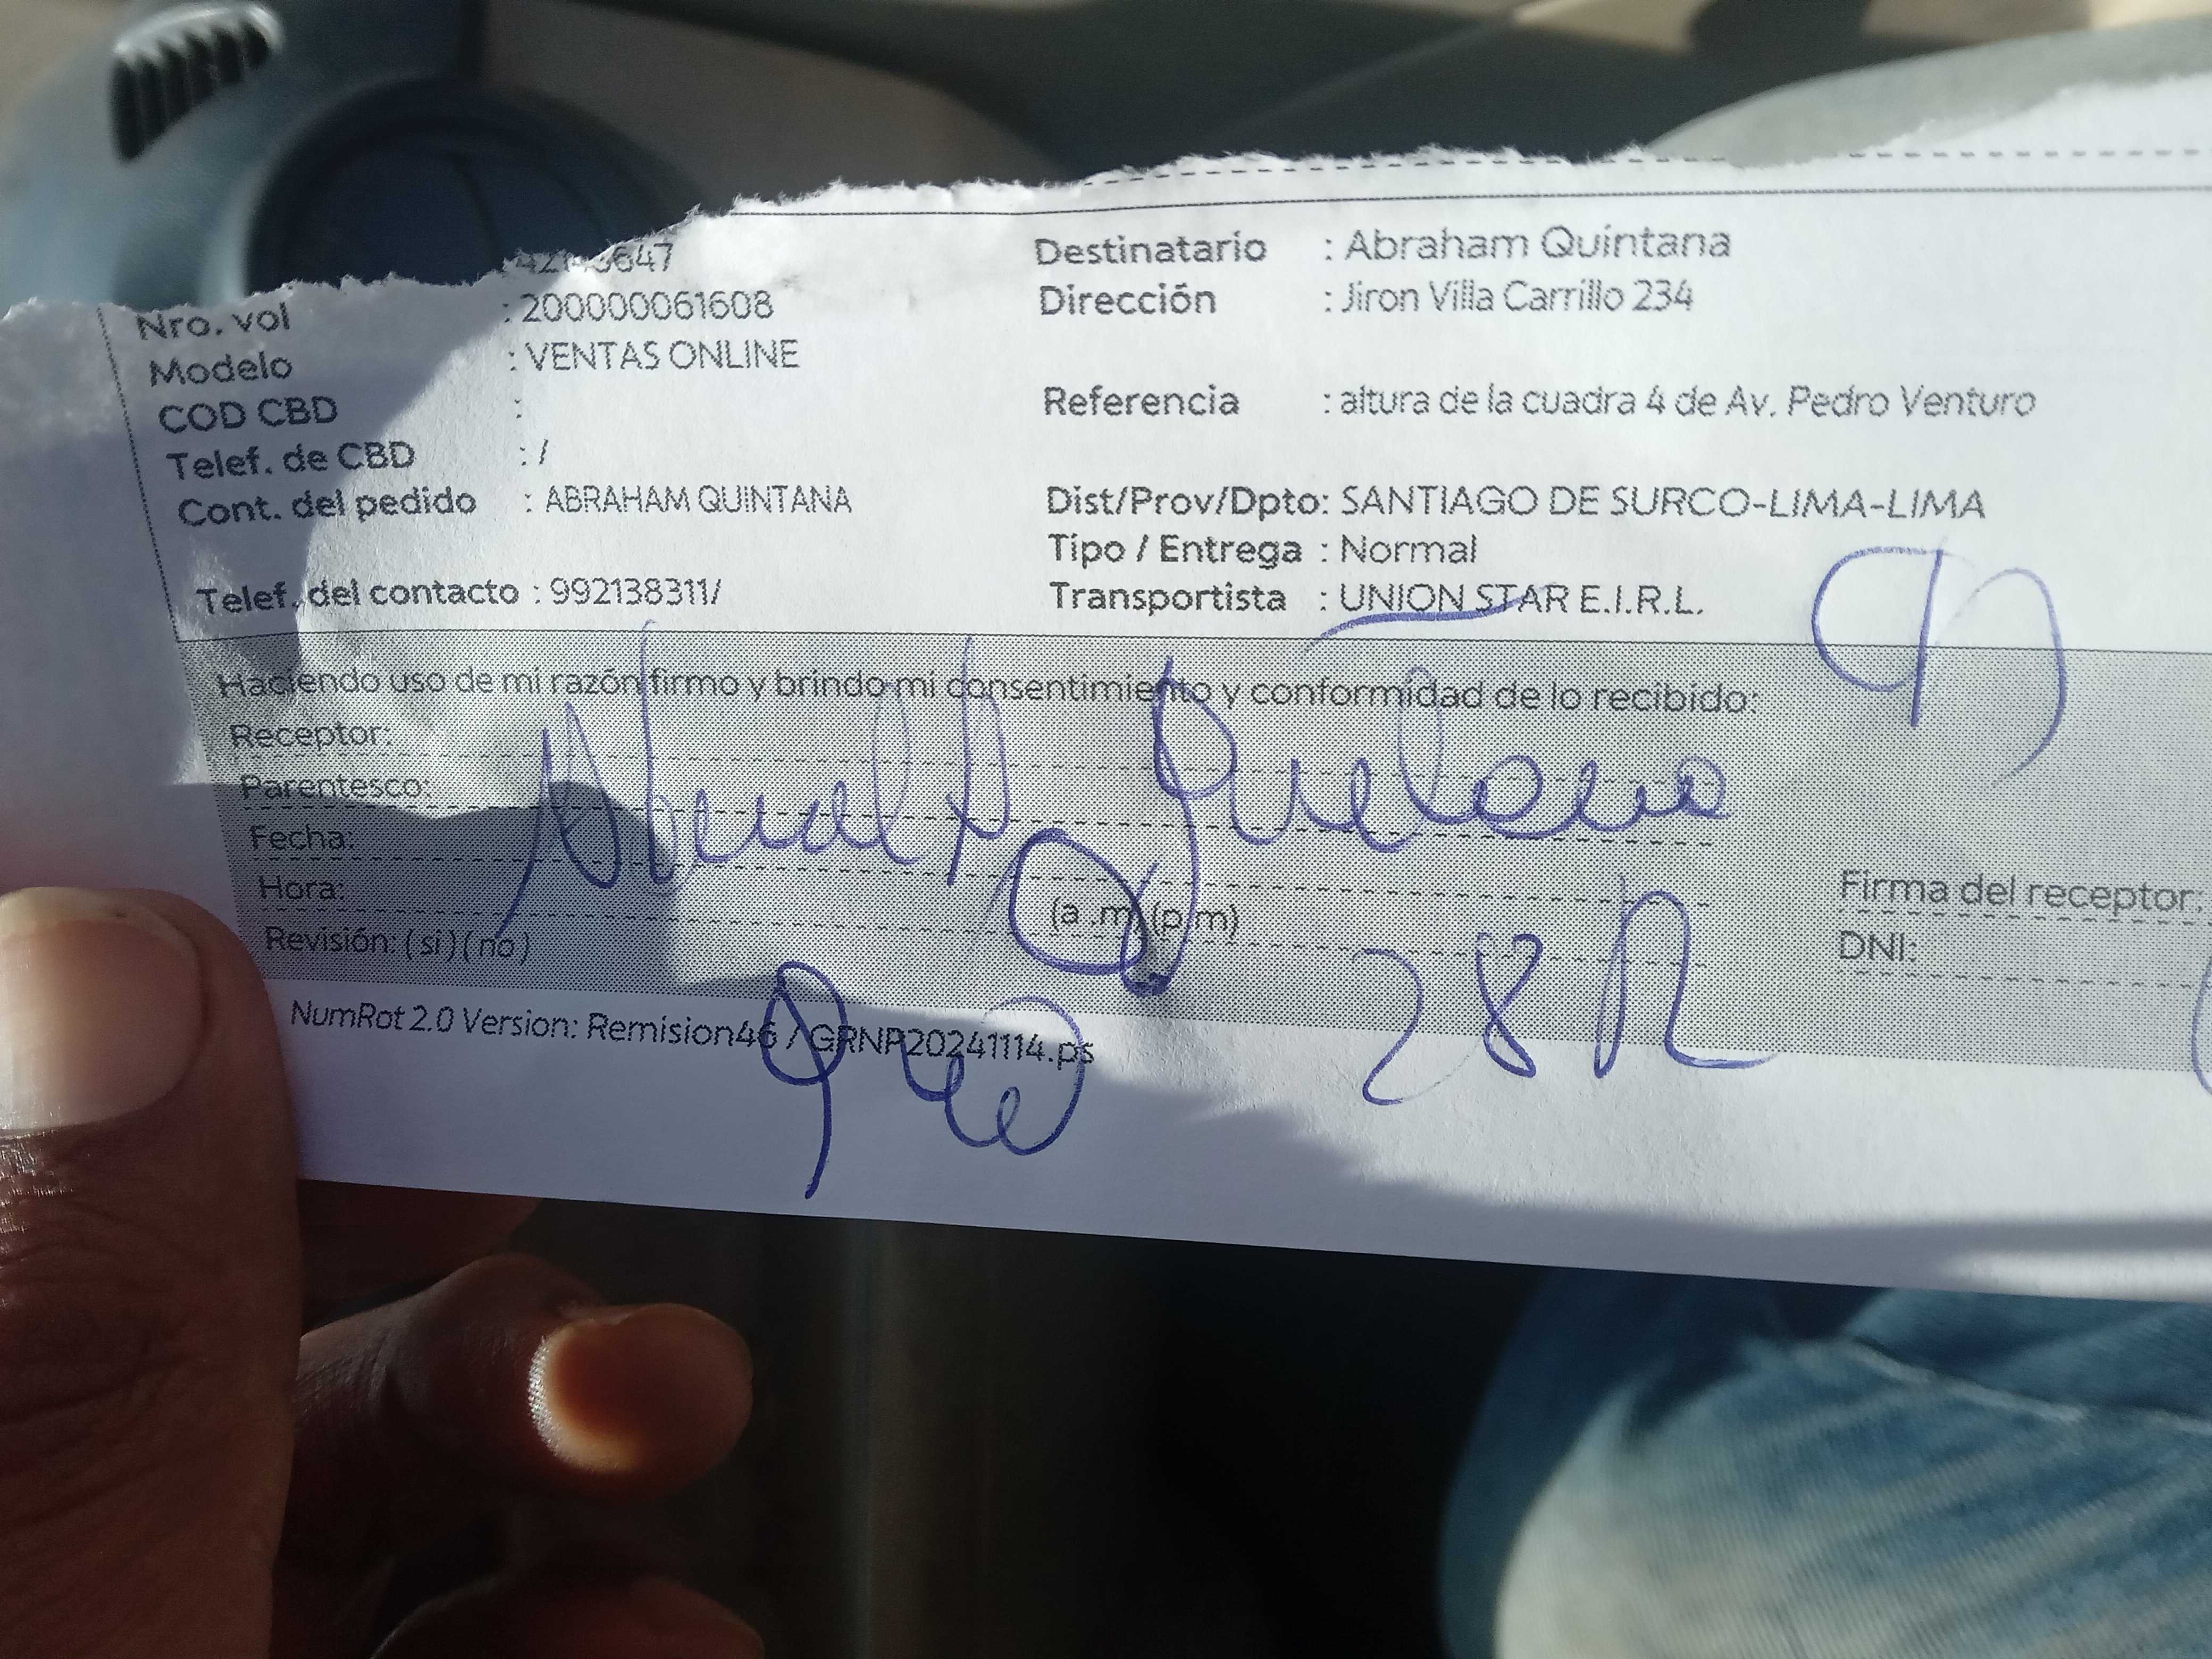 Destinatario : Abraham Quintana
Nro. vol : 200000061608
Dirección : Jiron Villa Carrillo 234
Modelo : VENTAS ONLINE
COD CBD :
Referencia : altura de la cuadra 4 de Av. Pedro Venturo
Telef. de CBD : /
Cont. del pedido : ABRAHAM QUINTANA
Dist/Prov/Dpto: SANTIAGO DE SURCO-LIMA-LIMA
Tipo / Entrega : Normal
Telef. del contacto : 992138311/
Transportista : UNION STAR E.I.R.L.
Haciendo uso de mi razón firmo y brindo mi consentimiento y conformidad de lo recibido:
Receptor:
Parentesco:
Fecha:
Hora: (a.m) (p.m)
Revisión: (si) (no)
Firma del receptor
DNI:
28
NumRot 2.0 Version: Remision46 / GRNP20241114.ps